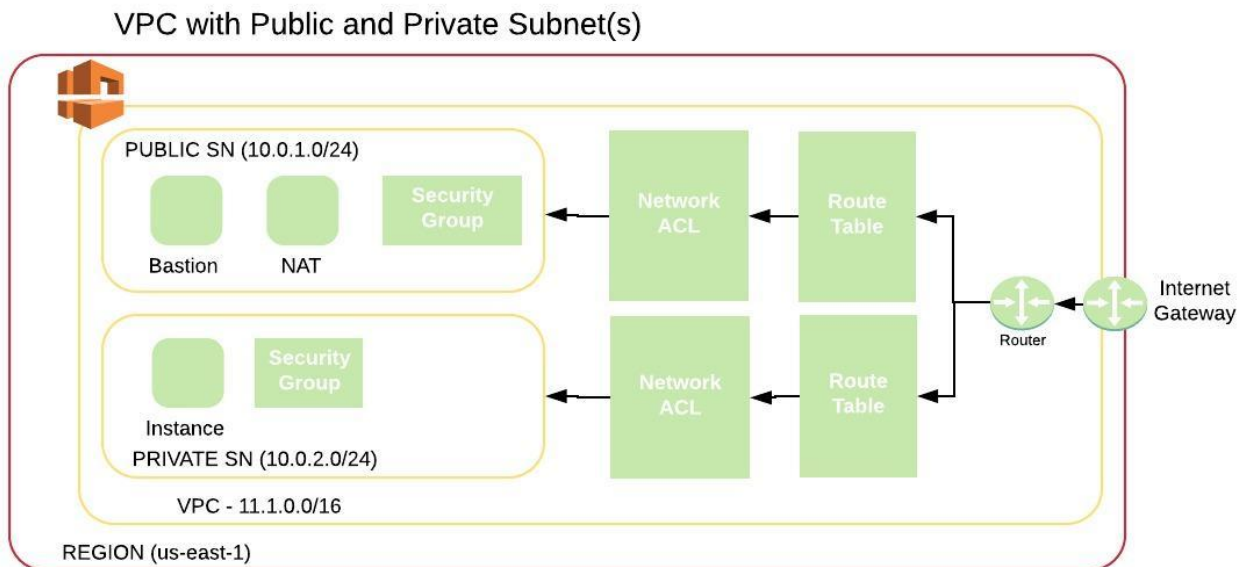 VPC with Public and Private Subnet(s)
PUBLIC SN (10.0.1.0/24)
Security
Group
Bastion
NAT
Network
ACL
Route
Table
Internet
Gateway
Router
Security
Group
Instance
PRIVATE SN (10.0.2.0/24)
Network
ACL
Route
Table
VPC - 11.1.0.0/16
REGION (us-east-1)